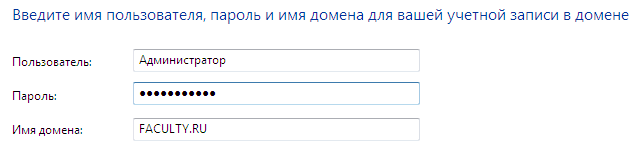 Введите имя пользователя, пароль и имя домена для вашей учетной записи в домене
Пользователь: Администратор
Пароль: ●●●●●●●●●●●
Имя домена: FACULTY.RU